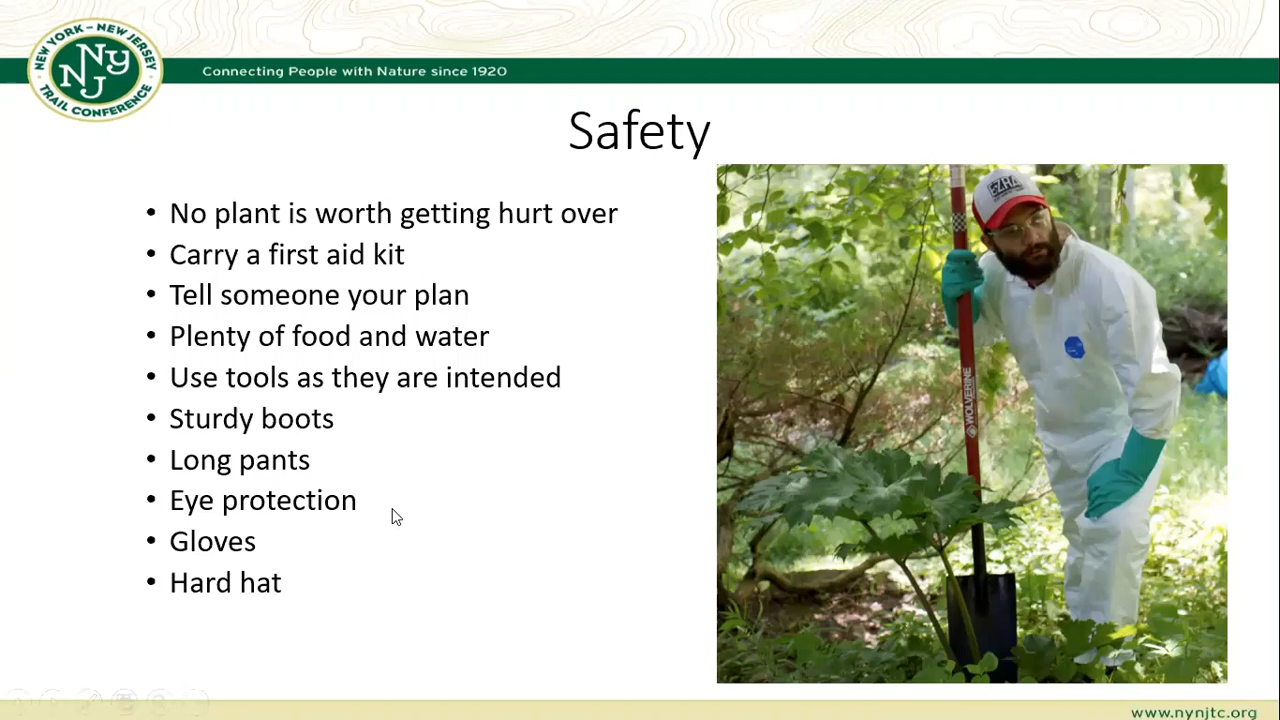 NEW YORK – NEW JERSEY
NY
NJ
TRAIL CONFERENCE
Connecting People with Nature since 1920
Safety
• No plant is worth getting hurt over
• Carry a first aid kit
• Tell someone your plan
• Plenty of food and water
• Use tools as they are intended
• Sturdy boots
• Long pants
• Eye protection
• Gloves
• Hard hat
WOLVERINE
www.nynjtc.org